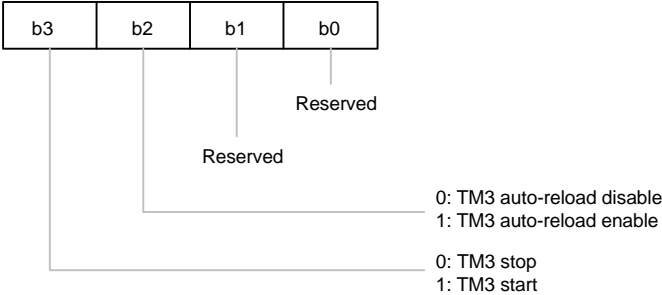 b3 b2 b1 b0
Reserved
Reserved
0: TM3 auto-reload disable
1: TM3 auto-reload enable
0: TM3 stop
1: TM3 start